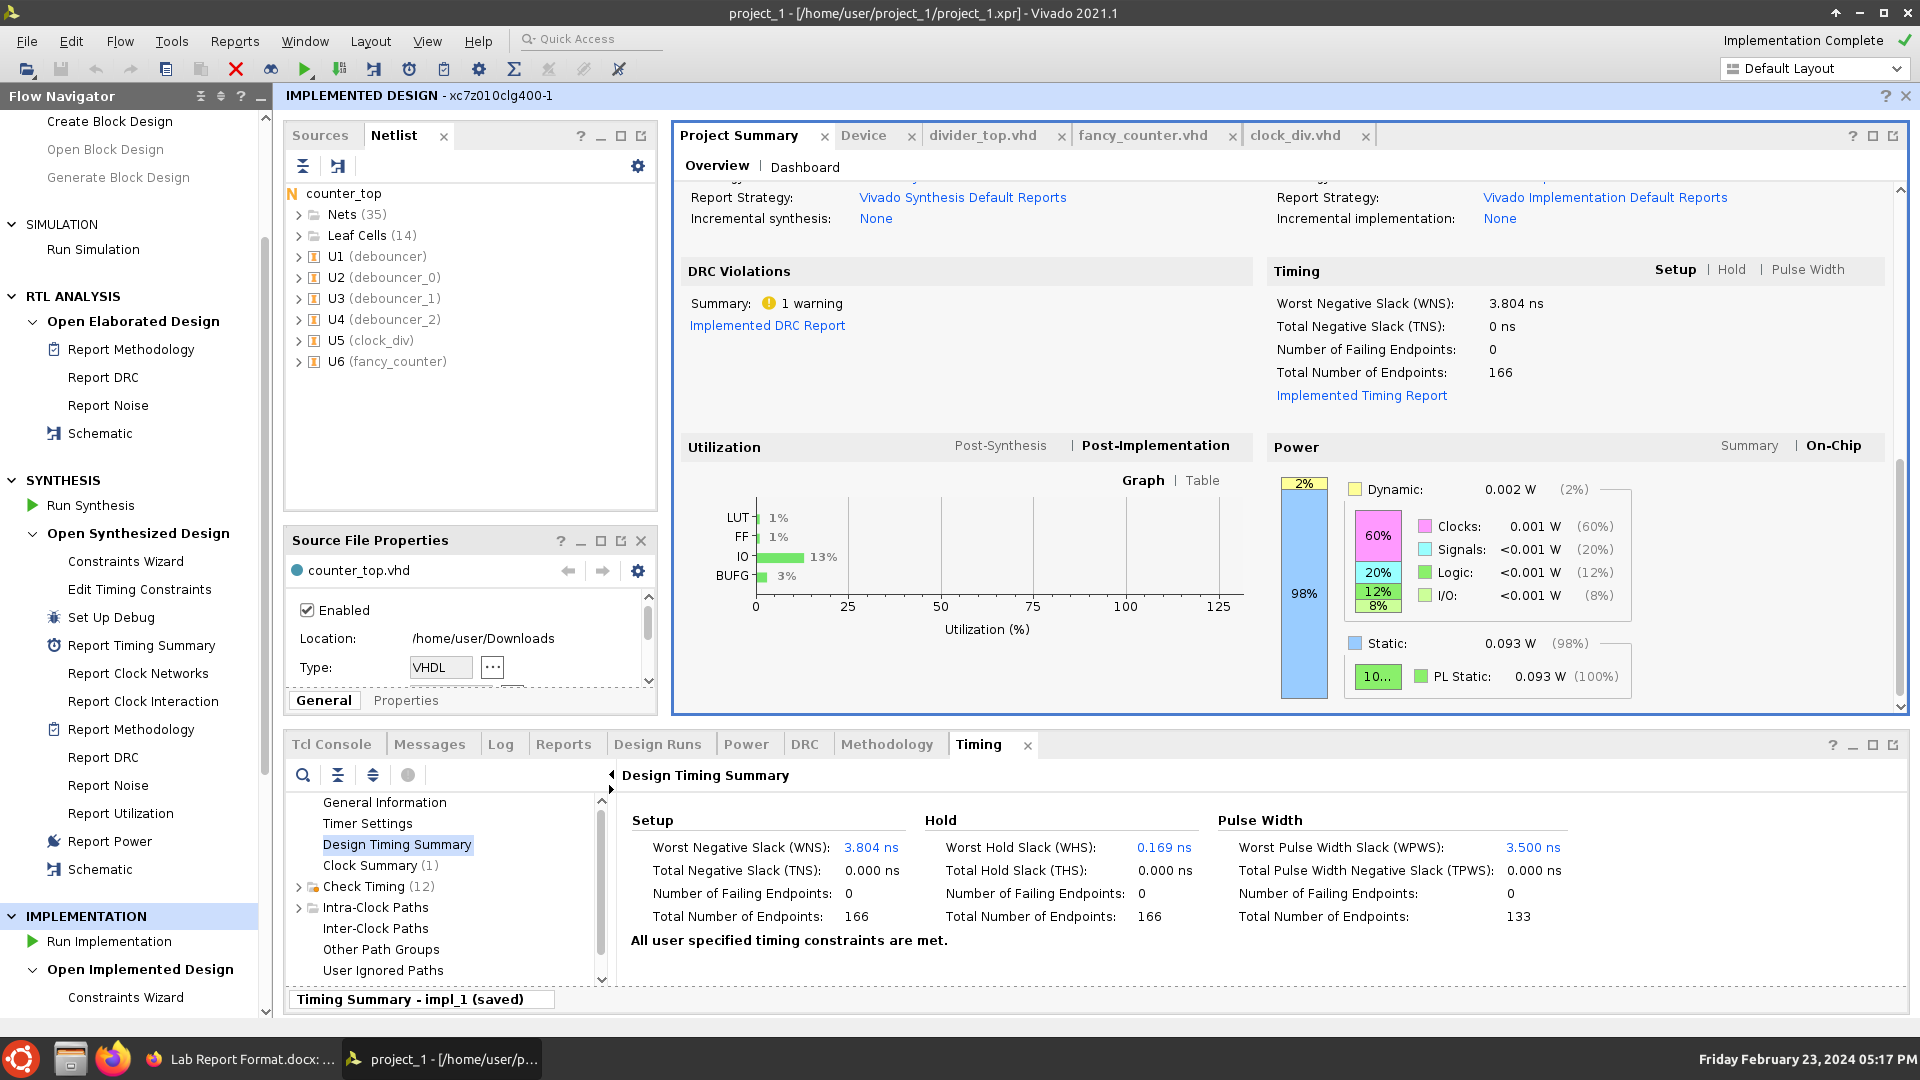 project_1 - [/home/user/project_1/project_1.xpr] - Vivado 2021.1
File Edit Flow Tools Reports Window Layout View Help Quick Access
Implementation Complete
Default Layout
Flow Navigator
Create Block Design
Open Block Design
Generate Block Design
SIMULATION
Run Simulation
RTL ANALYSIS
Open Elaborated Design
Report Methodology
Report DRC
Report Noise
Schematic
SYNTHESIS
Run Synthesis
Open Synthesized Design
Constraints Wizard
Edit Timing Constraints
Set Up Debug
Report Timing Summary
Report Clock Networks
Report Clock Interaction
Report Methodology
Report DRC
Report Noise
Report Utilization
Report Power
Schematic
IMPLEMENTATION
Run Implementation
Open Implemented Design
Constraints Wizard
IMPLEMENTED DESIGN - xc7z010clg400-1
Sources Netlist
counter_top
Nets (35)
Leaf Cells (14)
U1 (debouncer)
U2 (debouncer_0)
U3 (debouncer_1)
U4 (debouncer_2)
U5 (clock_div)
U6 (fancy_counter)
Source File Properties
counter_top.vhd
Enabled
Location: /home/user/Downloads
Type: VHDL
General Properties
Project Summary Device divider_top.vhd fancy_counter.vhd clock_div.vhd
Overview | Dashboard
Report Strategy: Vivado Synthesis Default Reports
Incremental synthesis: None
Report Strategy: Vivado Implementation Default Reports
Incremental implementation: None
DRC Violations
Summary: 1 warning
Implemented DRC Report
Timing Setup | Hold | Pulse Width
Worst Negative Slack (WNS): 3.804 ns
Total Negative Slack (TNS): 0 ns
Number of Failing Endpoints: 0
Total Number of Endpoints: 166
Implemented Timing Report
Utilization Post-Synthesis | Post-Implementation
Graph | Table
LUT 1%
FF 1%
IO 13%
BUFG 3%
0 25 50 75 100 125
Utilization (%)
Power Summary | On-Chip
2%
98%
Dynamic: 0.002 W (2%)
60%
20%
12%
8%
Clocks: 0.001 W (60%)
Signals: <0.001 W (20%)
Logic: <0.001 W (12%)
I/O: <0.001 W (8%)
Static: 0.093 W (98%)
10... PL Static: 0.093 W (100%)
Tcl Console Messages Log Reports Design Runs Power DRC Methodology Timing
General Information
Timer Settings
Design Timing Summary
Clock Summary (1)
Check Timing (12)
Intra-Clock Paths
Inter-Clock Paths
Other Path Groups
User Ignored Paths
Timing Summary - impl_1 (saved)
Design Timing Summary
Setup Hold Pulse Width
Worst Negative Slack (WNS): 3.804 ns Worst Hold Slack (WHS): 0.169 ns Worst Pulse Width Slack (WPWS): 3.500 ns
Total Negative Slack (TNS): 0.000 ns Total Hold Slack (THS): 0.000 ns Total Pulse Width Negative Slack (TPWS): 0.000 ns
Number of Failing Endpoints: 0 Number of Failing Endpoints: 0 Number of Failing Endpoints: 0
Total Number of Endpoints: 166 Total Number of Endpoints: 166 Total Number of Endpoints: 133
All user specified timing constraints are met.
Lab Report Format.docx: ... project_1 - [/home/user/p...
Friday February 23, 2024 05:17 PM